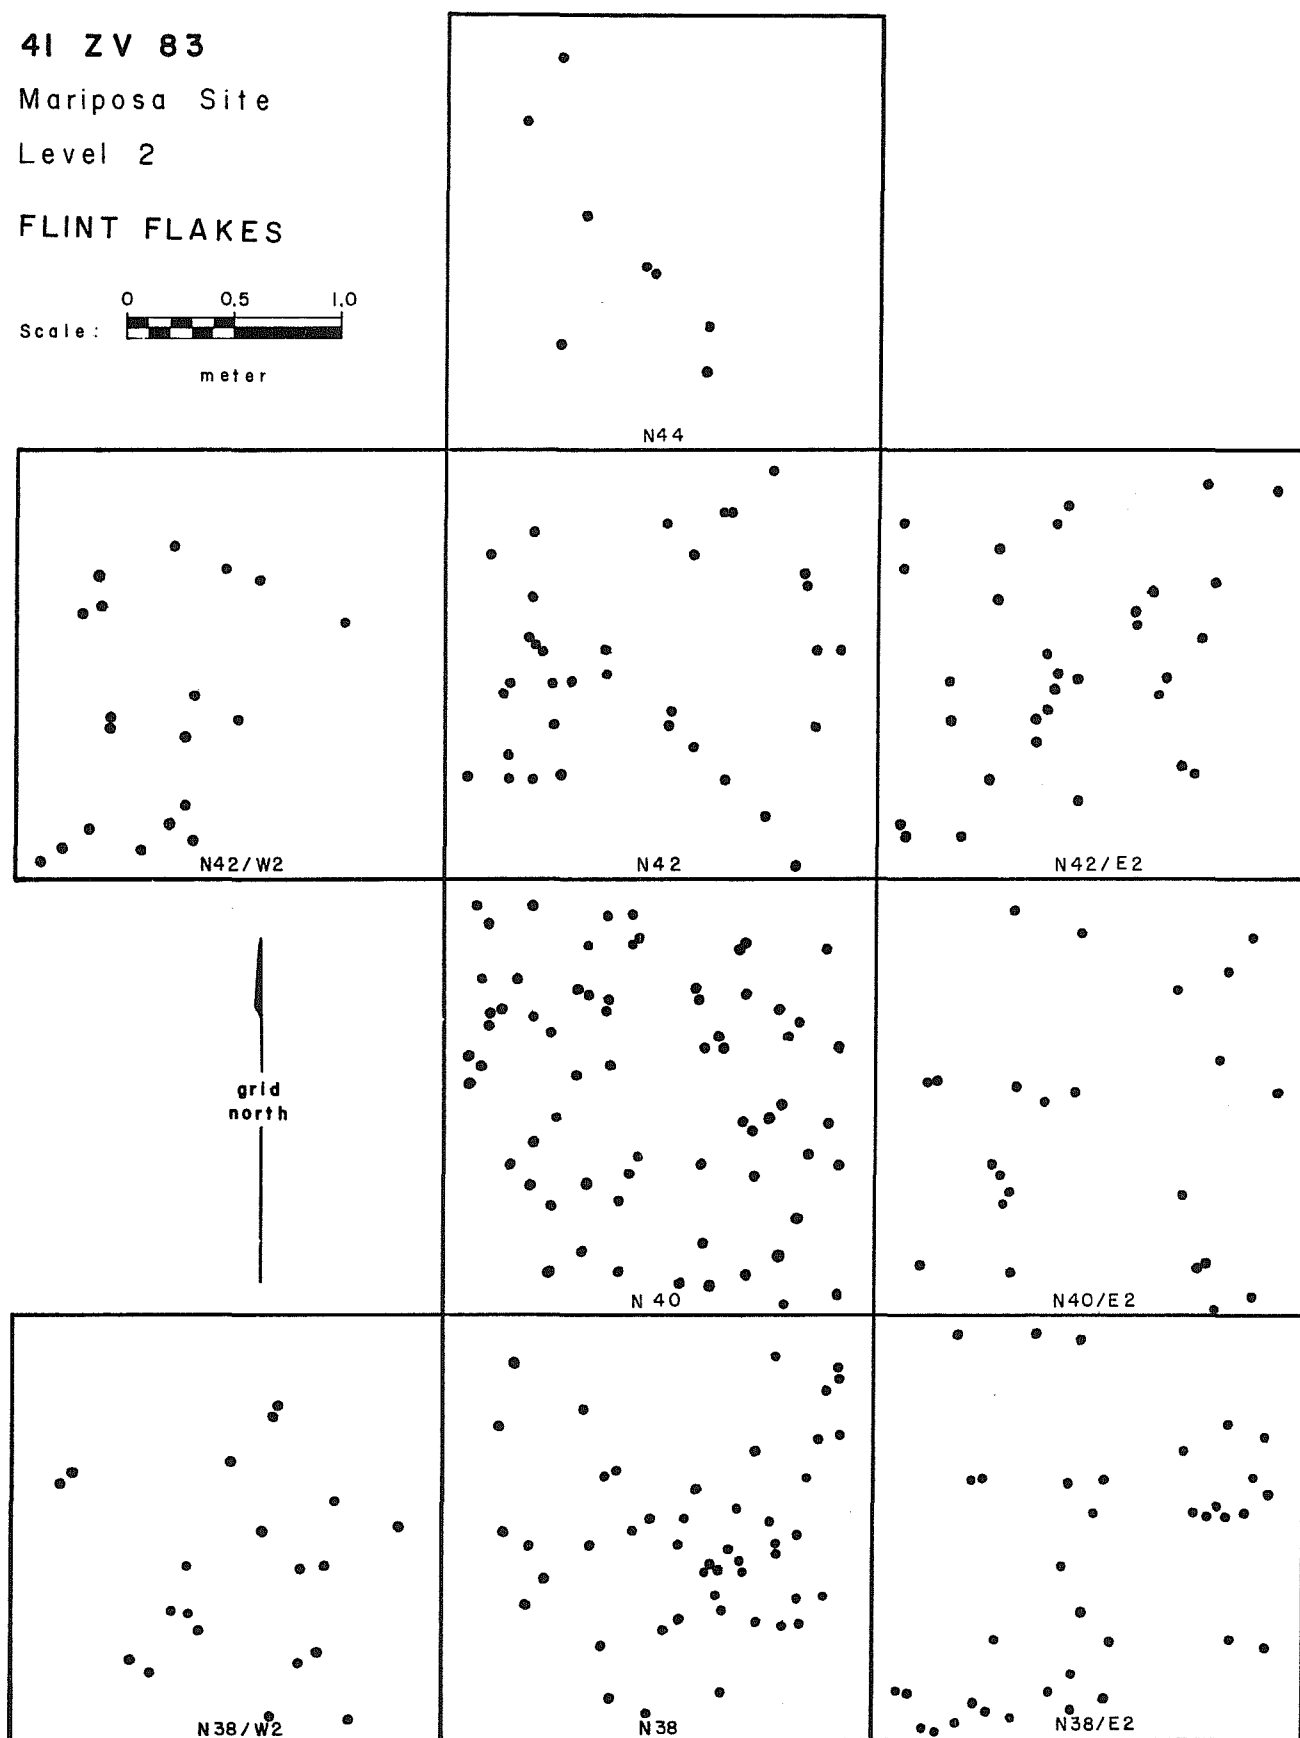 41 ZV 83
Mariposa Site
Level 2
FLINT FLAKES
0 0.5 1.0
Scale:
meter
N44
N42/W2
N42
N42/E2
grid
north
N 40
N40/E2
N38/W2
N38
N38/E2